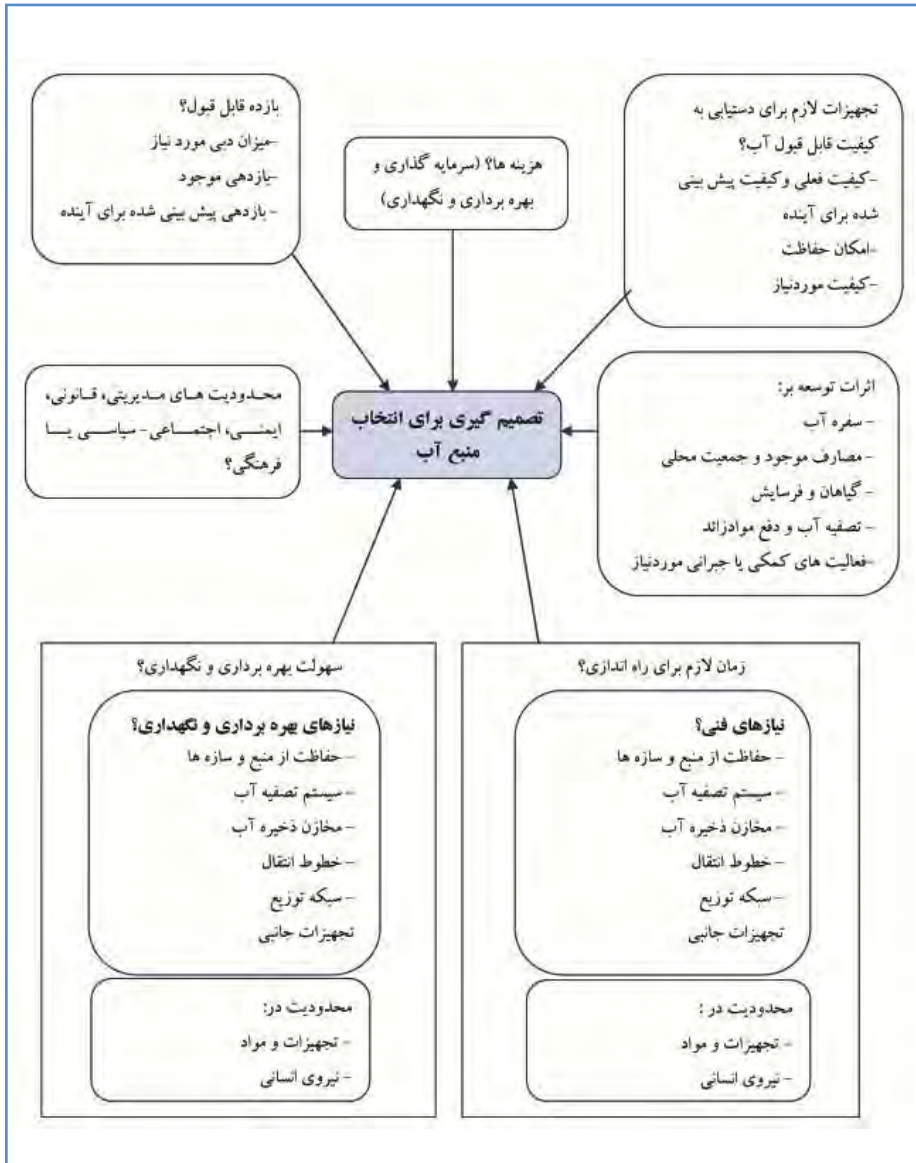 تجهیزات لازم برای دستیابی به
کیفیت قابل قبول آب؟
-کیفیت فعلی وکیفیت پیش بینی
شده برای آینده
-امکان حفاظت
-کیفیت موردنیاز
هزینه ها؟ (سرمایه گذاری و
بهره برداری و نگهداری)
بازده قابل قبول؟
-میزان دبی مورد نیاز
-بازدهی موجود
- بازدهی پیش بینی شده برای آینده
اثرات توسعه بر:
- سفره آب
- مصارف موجود و جمعیت محلی
- گیاهان و فرسایش
- تصفیه آب و دفع موادزائد
-فعالیت های کمکی یا جبرانی موردنیاز
تصمیم گیری برای انتخاب
منبع آب
محدودیت های مدیریتی، قانونی،
ایمنی، اجتماعی- سیاسی یا
فرهنگی؟
زمان لازم برای راه اندازی؟
نیازهای فنی؟
- حفاظت از منبع و سازه ها
- سیستم تصفیه آب
- مخازن ذخیره آب
- خطوط انتقال
- سبکه توزیع
تجهیزات جانبی
محدودیت در :
- تجهیزات و مواد
- نیروی انسانی
سهولت بهره برداری و نگهداری؟
نیازهای بهره برداری و نگهداری؟
- حفاظت از منبع و سازه ها
- سیستم تصفیه آب
- مخازن ذخیره آب
- خطوط انتقال
- سبکه توزیع
تجهیزات جانبی
محدودیت در:
- تجهیزات و مواد
- نیروی انسانی